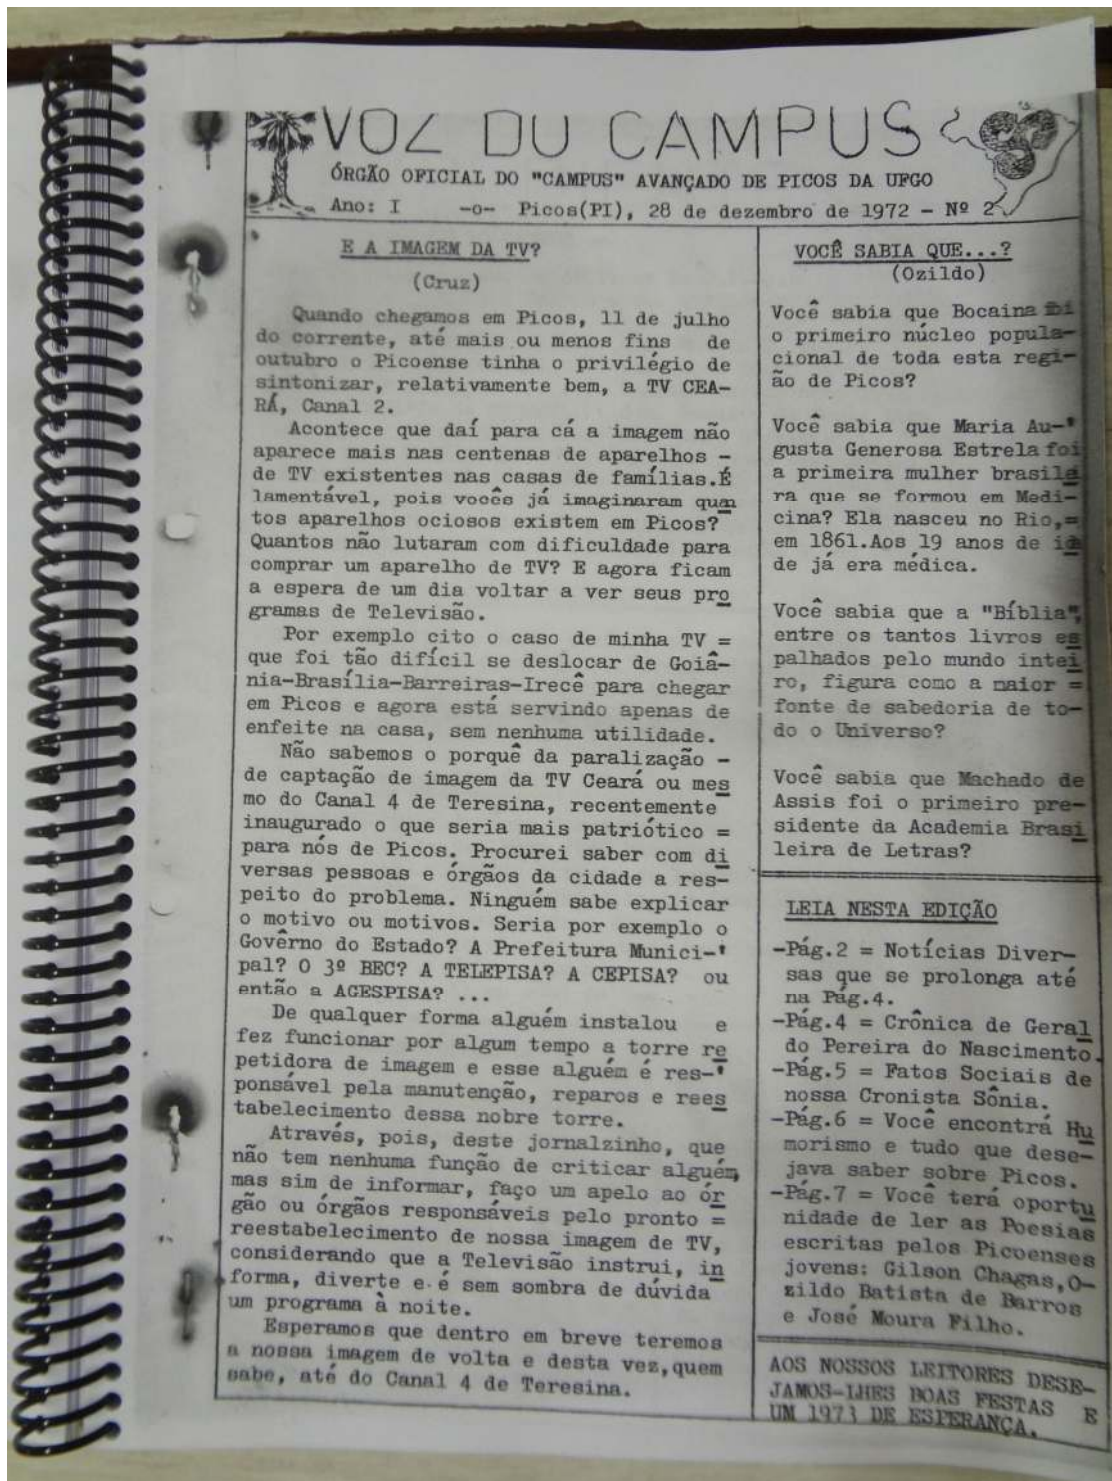 VOZ DO CAMPUS
ÓRGÃO OFICIAL DO "CAMPUS" AVANÇADO DE PICOS DA UFGO
Ano: I -o- Picos(PI), 28 de dezembro de 1972 - Nº 2
E A IMAGEM DA TV?
(Cruz)
Quando chegamos em Picos, 11 de julho
do corrente, até mais ou menos fins de
outubro o Picoense tinha o privilégio de
sintonizar, relativamente bem, a TV CEA-
RÁ, Canal 2.
Acontece que daí para cá a imagem não
aparece mais nas centenas de aparelhos -
de TV existentes nas casas de famílias.É
lamentável, pois vocês já imaginaram quan
tos aparelhos ociosos existem em Picos?
Quantos não lutaram com dificuldade para
comprar um aparelho de TV? E agora ficam
a espera de um dia voltar a ver seus pro
gramas de Televisão.
Por exemplo cito o caso de minha TV =
que foi tão difícil se deslocar de Goiâ-
nia-Brasília-Barreiras-Irecê para chegar
em Picos e agora está servindo apenas de
enfeite na casa, sem nenhuma utilidade.
Não sabemos o porquê da paralização -
de captação de imagem da TV Ceará ou mes
mo do Canal 4 de Teresina, recentemente
inaugurado o que seria mais patriótico =
para nós de Picos. Procurei saber com di
versas pessoas e órgãos da cidade a res-
peito do problema. Ninguém sabe explicar
o motivo ou motivos. Seria por exemplo o
Govêrno do Estado? A Prefeitura Munici-'
pal? O 3º BEC? A TELEPISA? A CEPISA? ou
então a AGESPISA? ...
De qualquer forma alguém instalou e
fez funcionar por algum tempo a torre re
petidora de imagem e esse alguém é res-'
ponsável pela manutenção, reparos e rees
tabelecimento dessa nobre torre.
Através, pois, deste jornalzinho, que
não tem nenhuma função de criticar alguém,
mas sim de informar, faço um apelo ao ór
gão ou órgãos responsáveis pelo pronto =
reestabelecimento de nossa imagem de TV,
considerando que a Televisão instrui, in
forma, diverte e é sem sombra de dúvida
um programa à noite.
Esperamos que dentro em breve teremos
a nossa imagem de volta e desta vez,quem
sabe, até do Canal 4 de Teresina.
VOCÊ SABIA QUE...?
(Ozildo)
Você sabia que Bocaina foi
o primeiro núcleo popula-
cional de toda esta regi-
ão de Picos?
Você sabia que Maria Au-'
gusta Generosa Estrela foi
a primeira mulher brasile
ra que se formou em Medi-
cina? Ela nasceu no Rio,=
em 1861.Aos 19 anos de ida
de já era médica.
Você sabia que a "Bíblia",
entre os tantos livros es
palhados pelo mundo intei
ro, figura como a maior =
fonte de sabedoria de to-
do o Universo?
Você sabia que Machado de
Assis foi o primeiro pre-
sidente da Academia Brasi
leira de Letras?
LEIA NESTA EDIÇÃO
-Pág.2 = Notícias Diver-
sas que se prolonga até
na Pág.4.
-Pág.4 = Crônica de Geral
do Pereira do Nascimento.
-Pág.5 = Fatos Sociais de
nossa Cronista Sônia.
-Pág.6 = Você encontrá Hu
morismo e tudo que dese-
java saber sobre Picos.
-Pág.7 = Você terá oportu
nidade de ler as Poesias
escritas pelos Picoenses
jovens: Gilson Chagas,O-
zildo Batista de Barros
e José Moura Filho.
AOS NOSSOS LEITORES DESE-
JAMOS-LHES BOAS FESTAS E
UM 1973 DE ESPERANÇA.